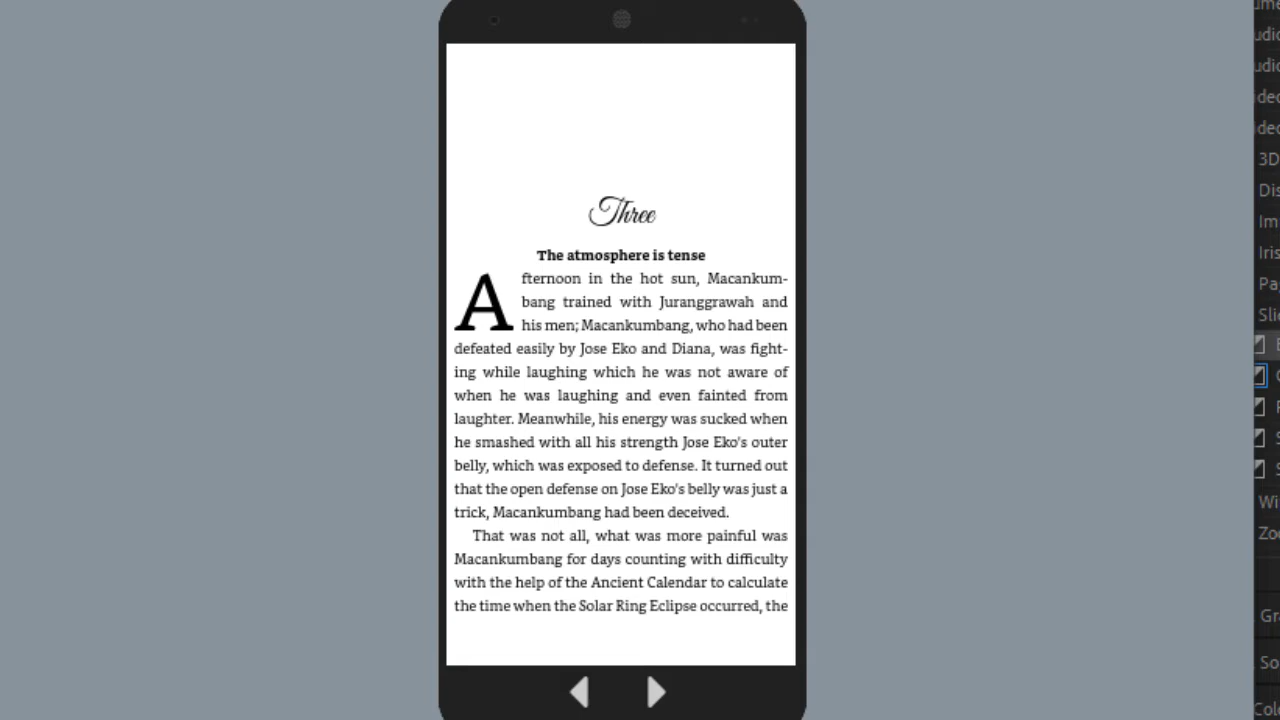 Three
The atmosphere is tense
Afternoon in the hot sun, Macankum-
bang trained with Juranggrawah and
his men; Macankumbang, who had been
defeated easily by Jose Eko and Diana, was fight-
ing while laughing which he was not aware of
when he was laughing and even fainted from
laughter. Meanwhile, his energy was sucked when
he smashed with all his strength Jose Eko's outer
belly, which was exposed to defense. It turned out
that the open defense on Jose Eko's belly was just a
trick, Macankumbang had been deceived.
That was not all, what was more painful was
Macankumbang for days counting with difficulty
with the help of the Ancient Calendar to calculate
the time when the Solar Ring Eclipse occurred, the
3D